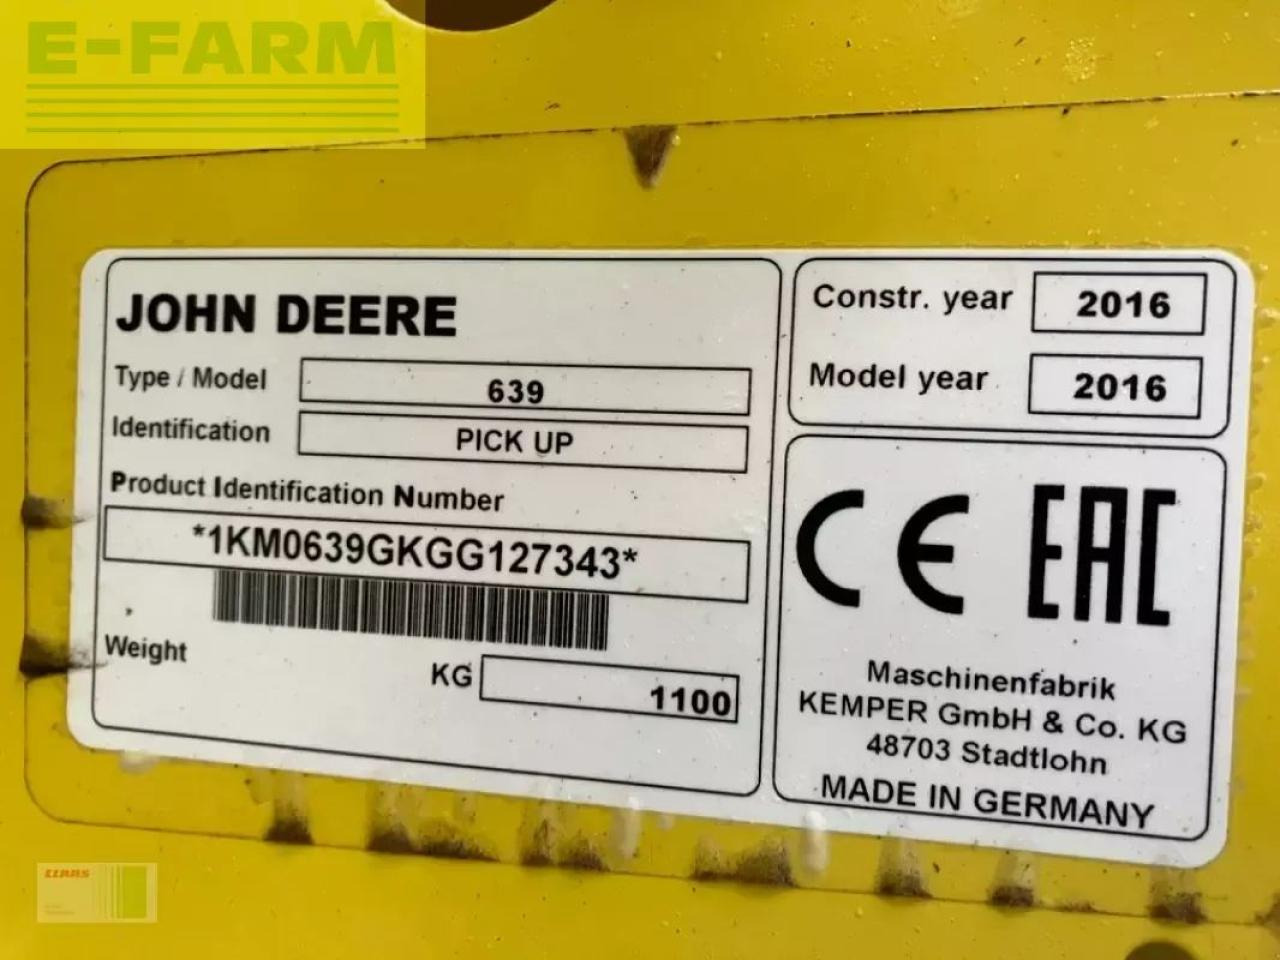 E-FARM
JOHN DEERE
Type / Model 639
Identification PICK UP
Product Identification Number
*1KM0639GKGG127343*
Weight KG 1100
Constr. year 2016
Model year 2016
CE EAC
Maschinenfabrik
KEMPER GmbH & Co. KG
48703 Stadtlohn
MADE IN GERMANY
CLAAS